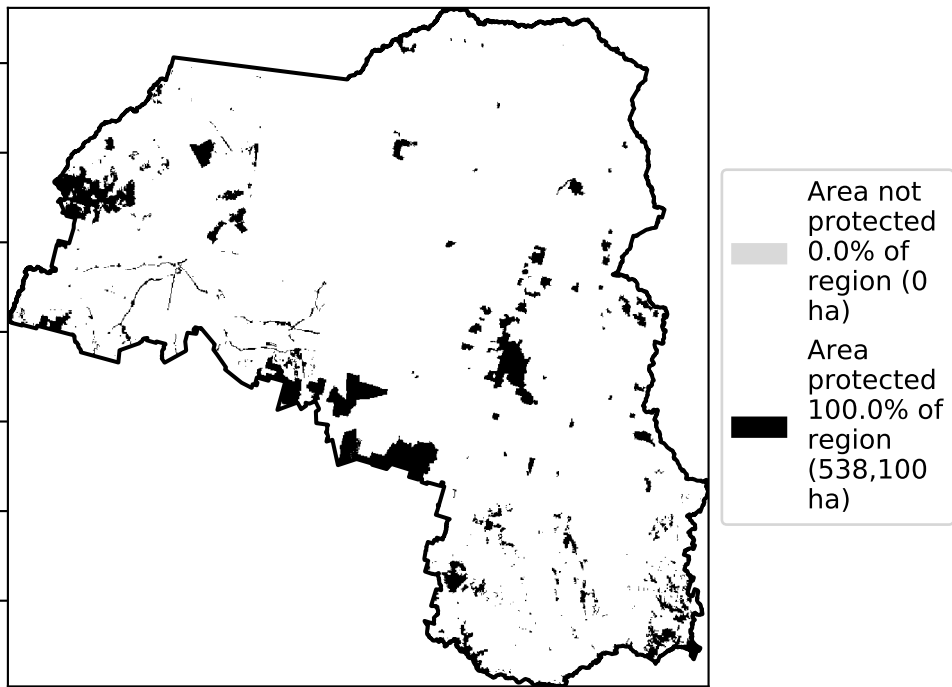 Area not
protected
0.0% of
region (0
ha)
Area
protected
100.0% of
region
(538,100
ha)